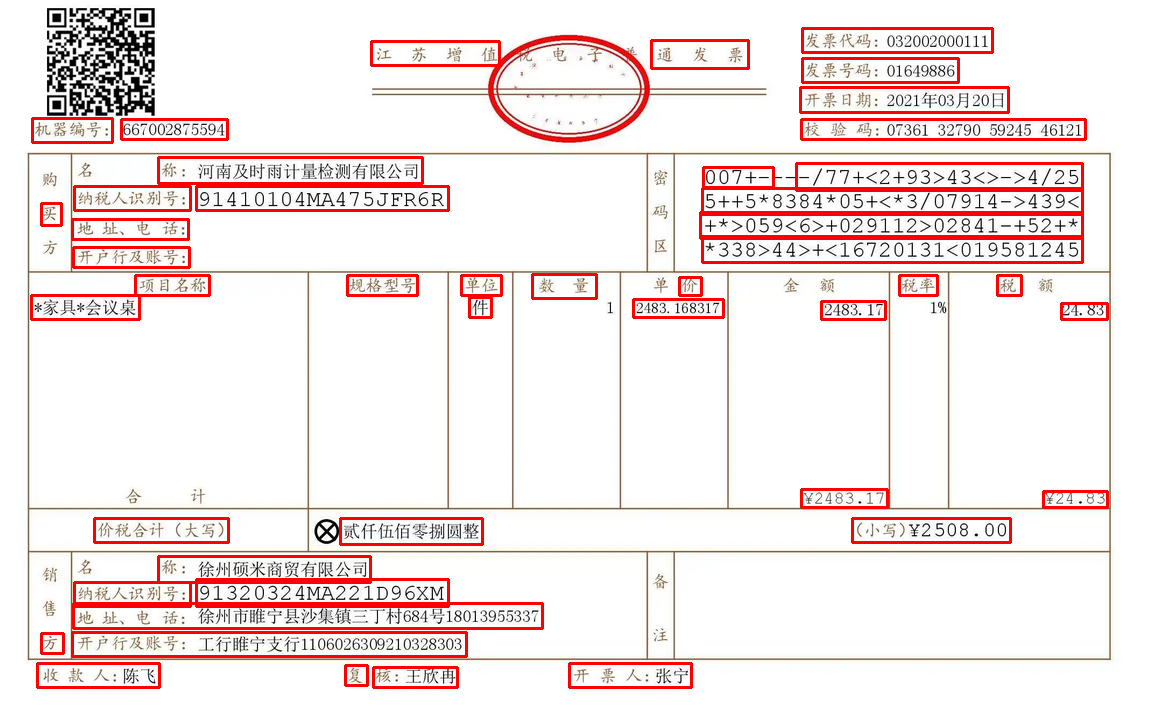 江苏增值税电子普通发票
发票代码: 032002000111
发票号码: 01649886
开票日期: 2021年03月20日
机器编号: 667002875594
校验码: 07361 32790 59245 46121
购买方
名称: 河南及时雨计量检测有限公司
纳税人识别号: 91410104MA475JFR6R
地址、电话:
开户行及账号:
密码区
007+----/77+<2+93>43<>->4/25
5++5*8384*05+<*3/07914->439<
+*>059<6>+029112>02841-+52+*
*338>44>+<16720131<019581245
项目名称 规格型号 单位 数量 单价 金额 税率 税额
*家具*会议桌 件 1 2483.168317 2483.17 1% 24.83
合计 ¥2483.17 ¥24.83
价税合计（大写） 贰仟伍佰零捌圆整 (小写)¥2508.00
销售方
名称: 徐州硕米商贸有限公司
纳税人识别号: 91320324MA221D96XM
地址、电话: 徐州市睢宁县沙集镇三丁村684号18013955337
开户行及账号: 工行睢宁支行1106026309210328303
备注
收款人: 陈飞 复核: 王欣冉 开票人: 张宁